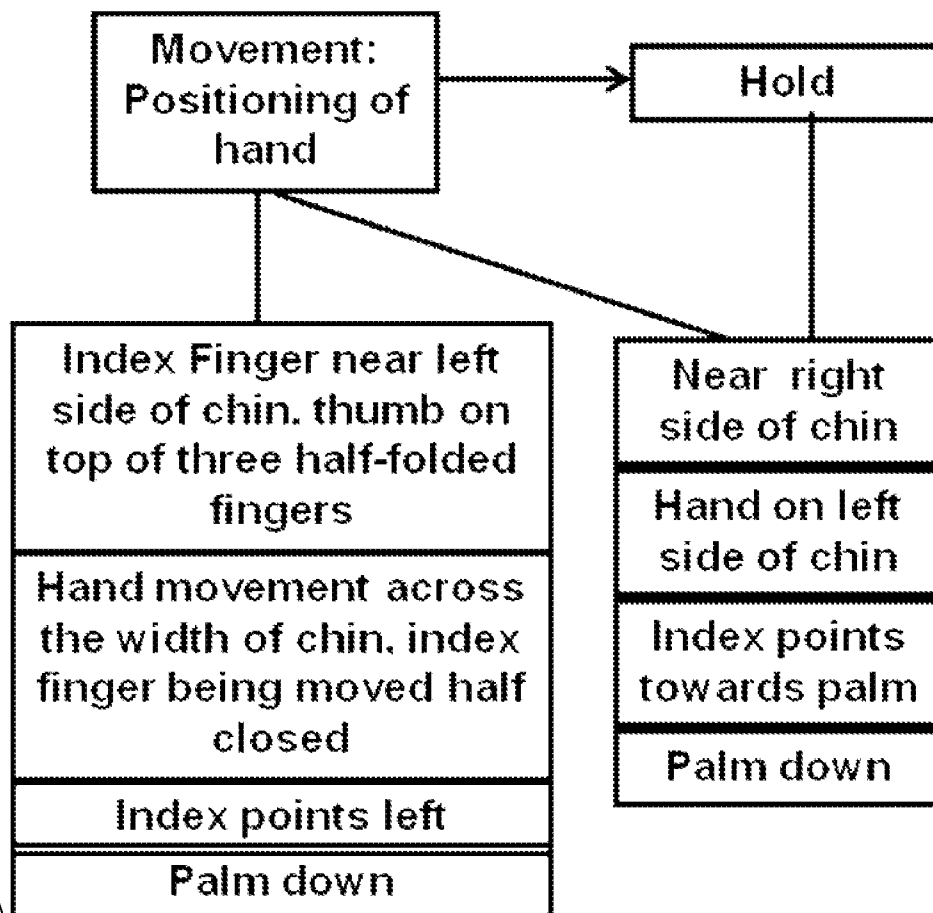 Movement:
Positioning of
hand
Hold
Index Finger near left
side of chin. thumb on
top of three half-folded
fingers
Hand movement across
the width of chin. index
finger being moved half
closed
Index points left
Palm down
Near right
side of chin
Hand on left
side of chin
Index points
towards palm
Palm down